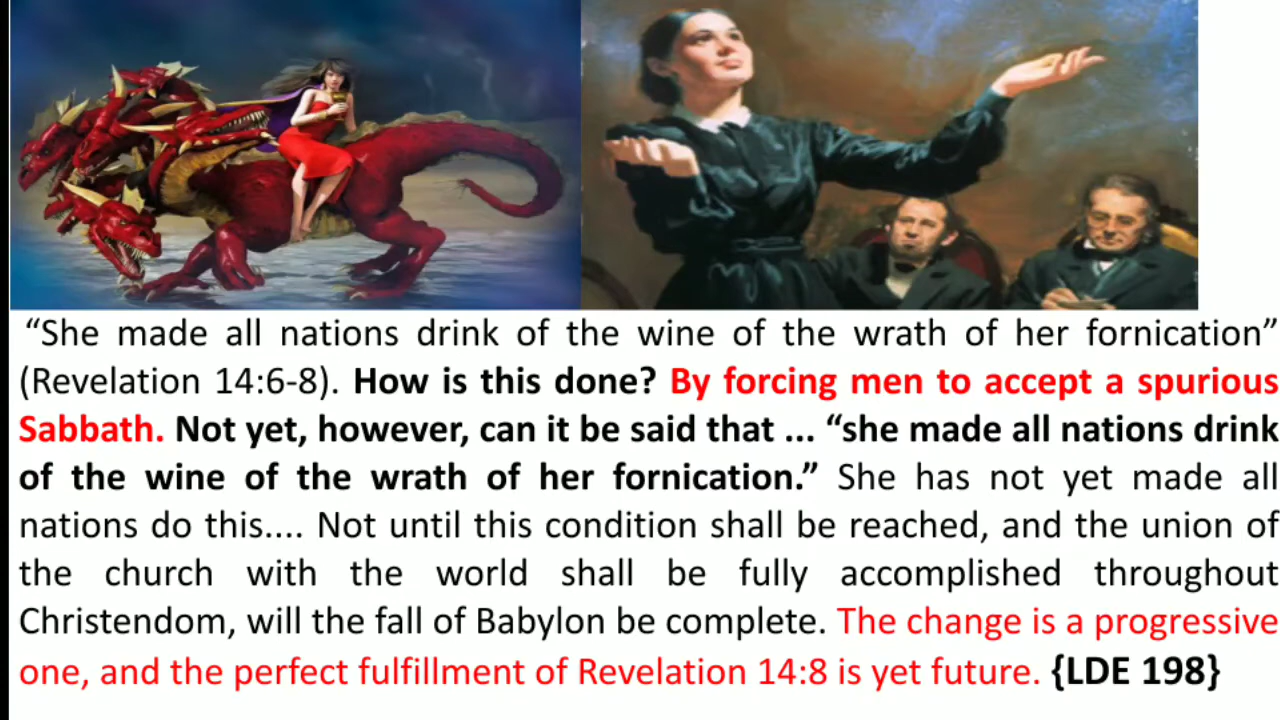 “She made all nations drink of the wine of the wrath of her fornication”
(Revelation 14:6-8). How is this done? By forcing men to accept a spurious
Sabbath. Not yet, however, can it be said that ... “she made all nations drink
of the wine of the wrath of her fornication.” She has not yet made all
nations do this.... Not until this condition shall be reached, and the union of
the church with the world shall be fully accomplished throughout
Christendom, will the fall of Babylon be complete. The change is a progressive
one, and the perfect fulfillment of Revelation 14:8 is yet future. {LDE 198}